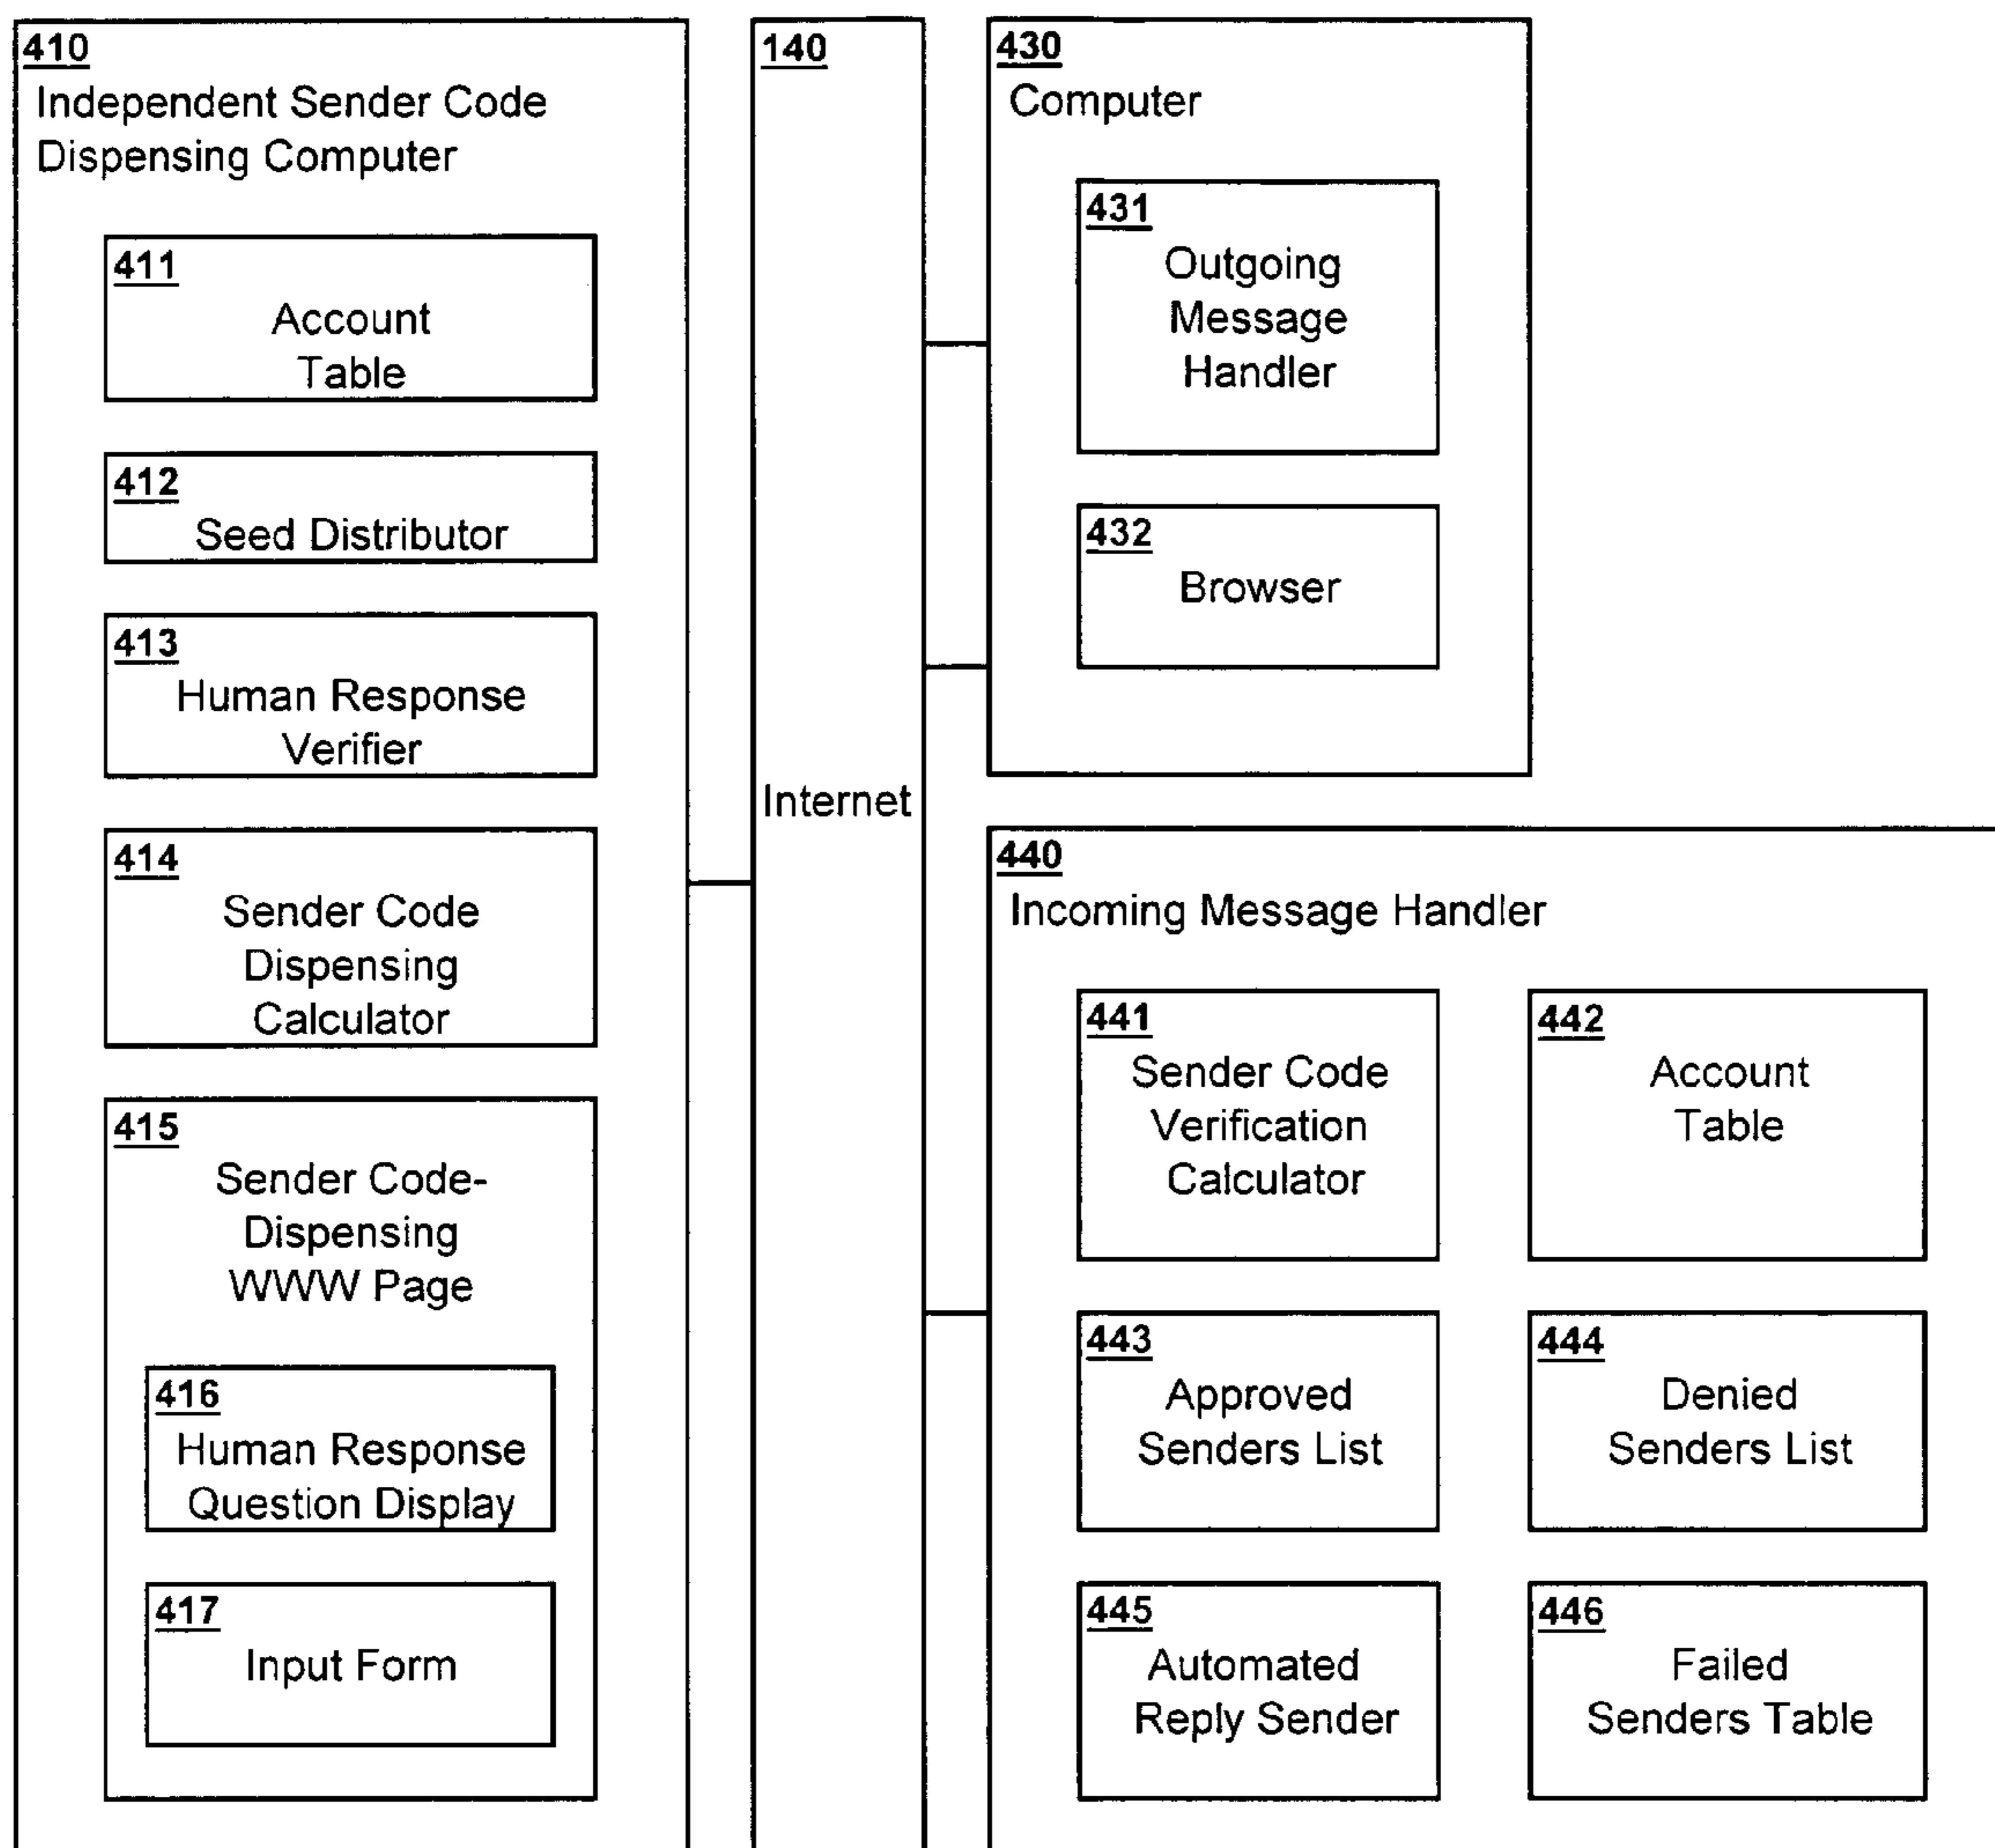 410
Independent Sender Code
Dispensing Computer
411
Account
Table
412
Seed Distributor
413
Human Response
Verifier
414
Sender Code
Dispensing
Calculator
415
Sender Code-
Dispensing
WWW Page
416
Human Response
Question Display
417
Input Form
140
Internet
430
Computer
431
Outgoing
Message
Handler
432
Browser
440
Incoming Message Handler
441
Sender Code
Verification
Calculator
442
Account
Table
443
Approved
Senders List
444
Denied
Senders List
445
Automated
Reply Sender
446
Failed
Senders Table